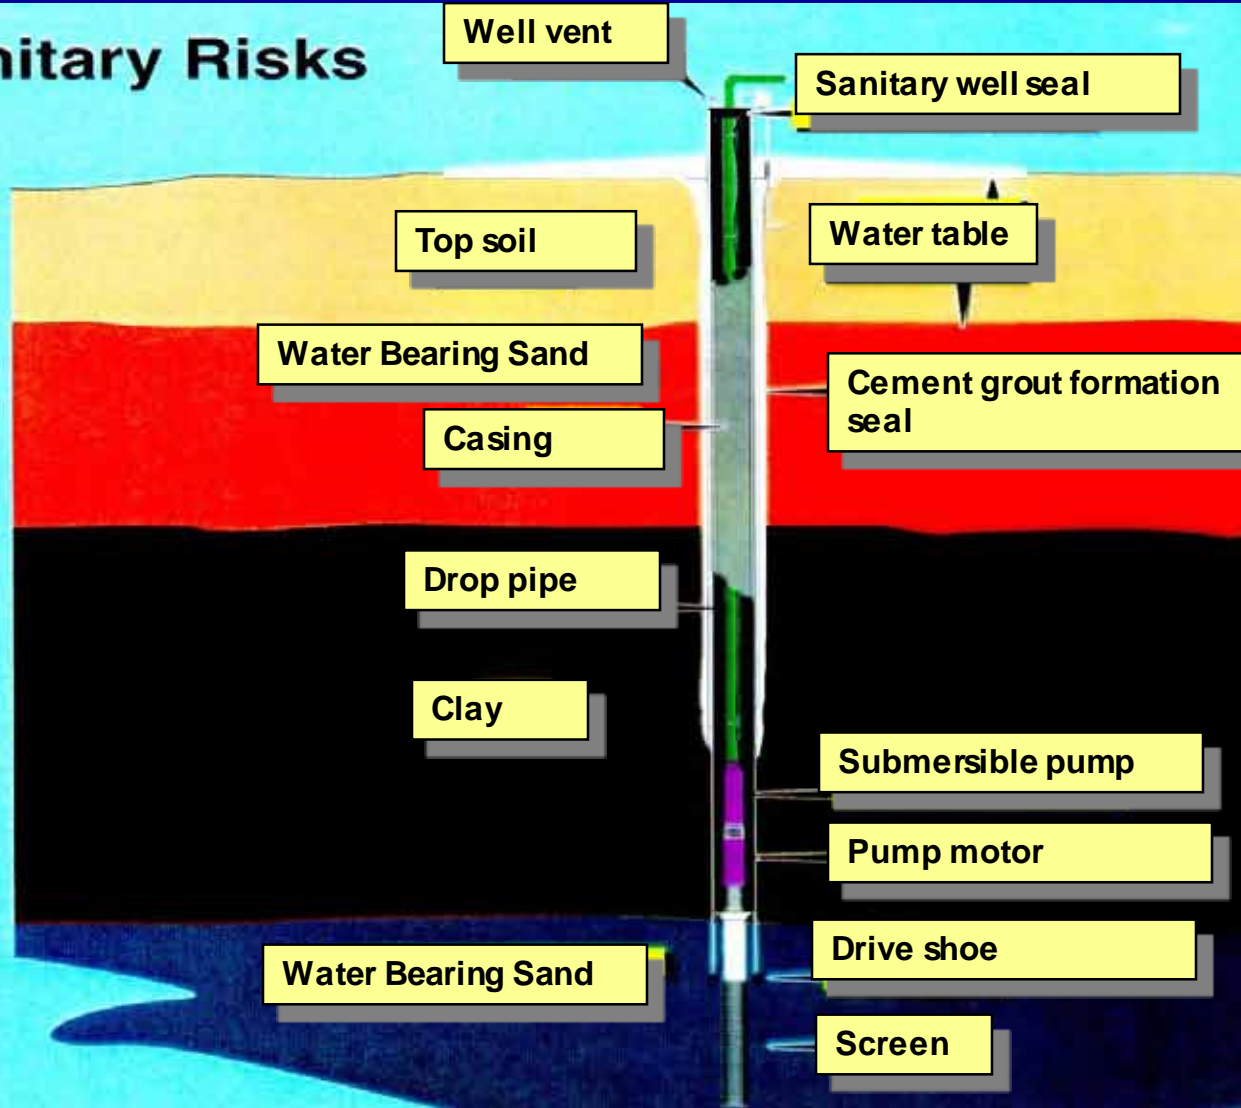 nitary Risks
Well vent
Sanitary well seal
Top soil
Water table
Water Bearing Sand
Cement grout formation
seal
Casing
Drop pipe
Clay
Submersible pump
Pump motor
Drive shoe
Water Bearing Sand
Screen